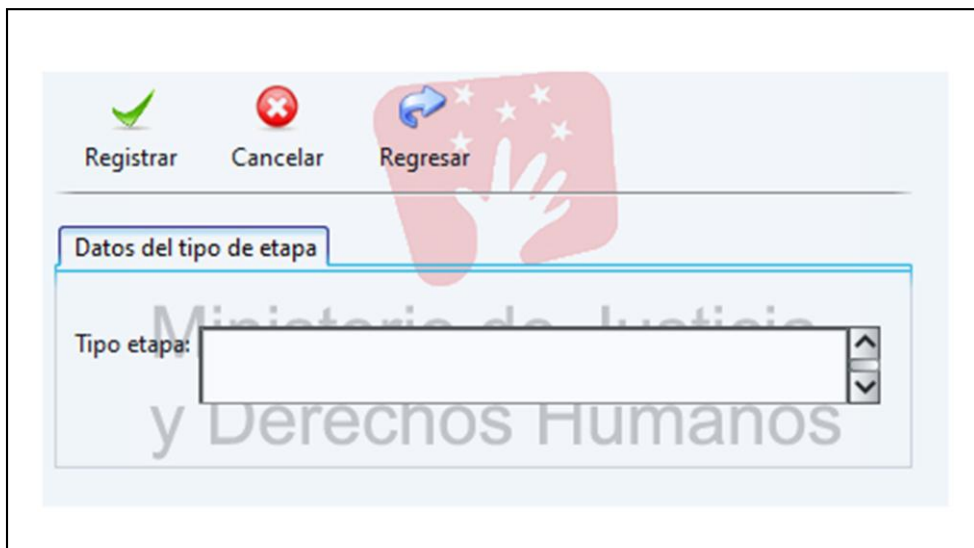 Registrar Cancelar Regresar
Datos del tipo de etapa
Ministerio de Justicia
Tipo etapa:
y Derechos Humanos